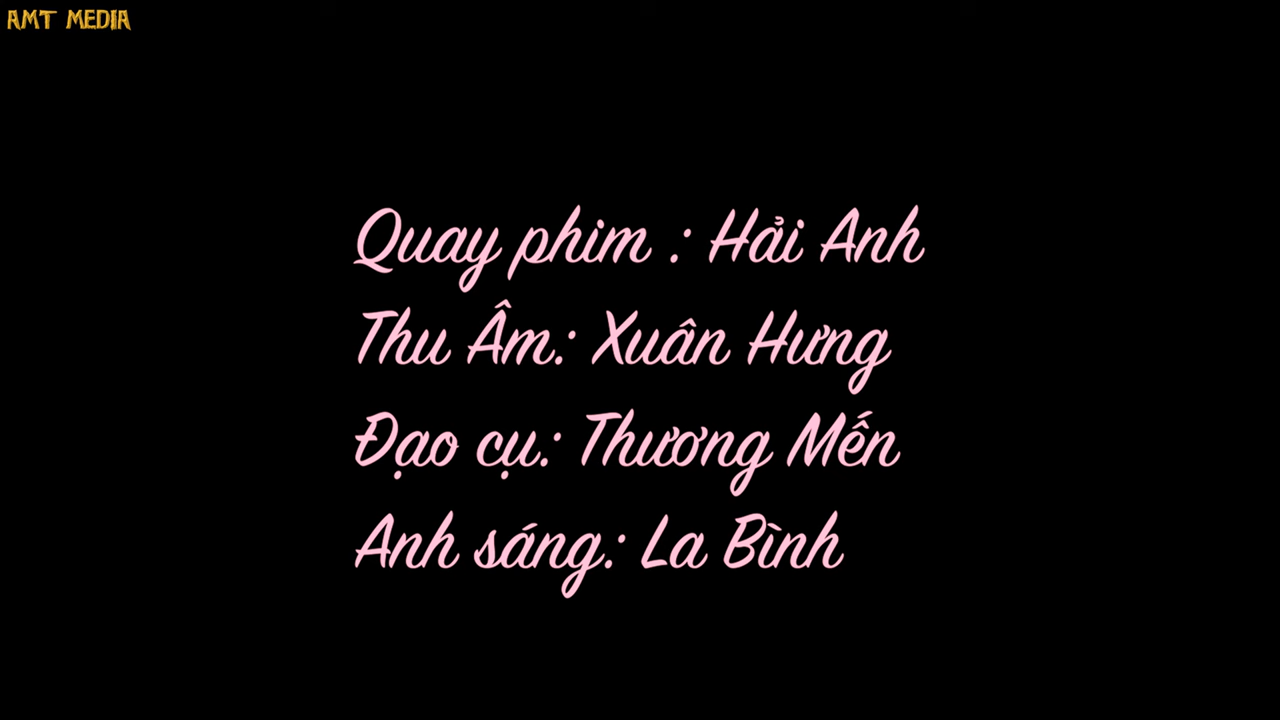 AMT MEDIA
Quay phim : Hải Anh
Thu Âm: Xuân Hưng
Đạo cụ: Thương Mến
Anh sáng: La Bình